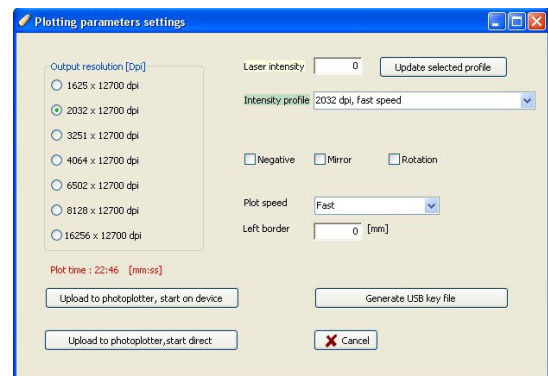 Plotting parameters settings
Output resolution [Dpi]
1625 x 12700 dpi
2032 x 12700 dpi
3251 x 12700 dpi
4064 x 12700 dpi
6502 x 12700 dpi
8128 x 12700 dpi
16256 x 12700 dpi
Laser intensity 0 Update selected profile
Intensity profile 2032 dpi, fast speed
Negative Mirror Rotation
Plot speed Fast
Left border 0 [mm]
Plot time : 22:46 [mm:ss]
Upload to photoplotter, start on device Generate USB key file
Upload to photoplotter,start direct Cancel